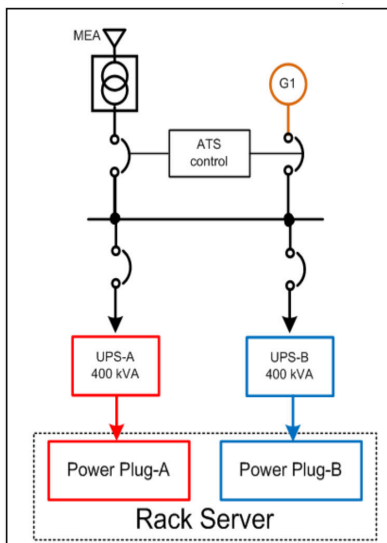 MEA
G1
ATS
control
UPS-A
400 kVA
UPS-B
400 kVA
Power Plug-A
Power Plug-B
Rack Server